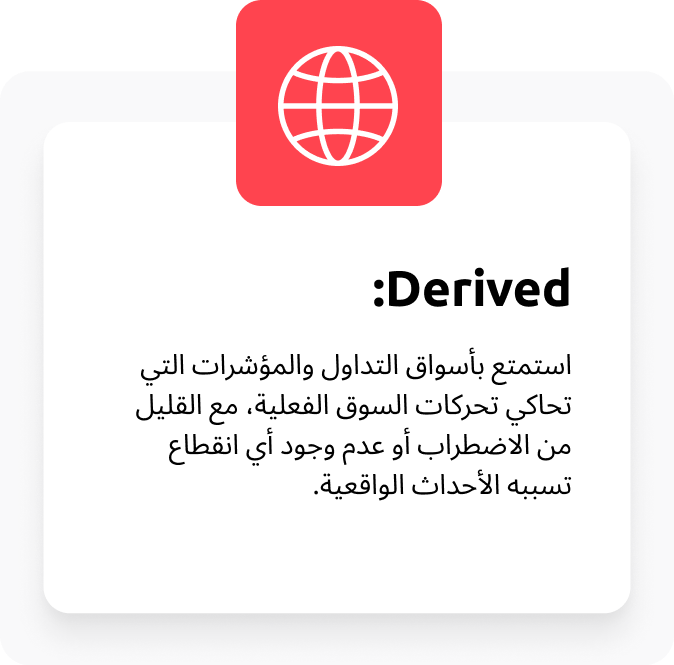 Derived:
استمتع بأسواق التداول والمؤشرات التي
تحاكي تحركات السوق الفعلية، مع القليل
من الاضطراب أو عدم وجود أي انقطاع
تسببه الأحداث الواقعية.